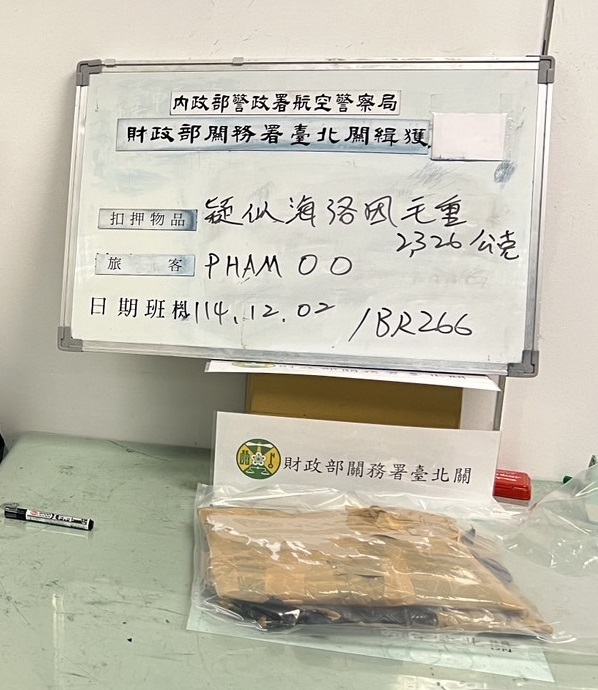 內政部警政署航空警察局
財政部關務署臺北關緝獲
扣押物品 疑似海洛因毛重
2,326公克
旅 客 PHAM OO
日期班機 114.12.02 /BR266
財政部關務署臺北關